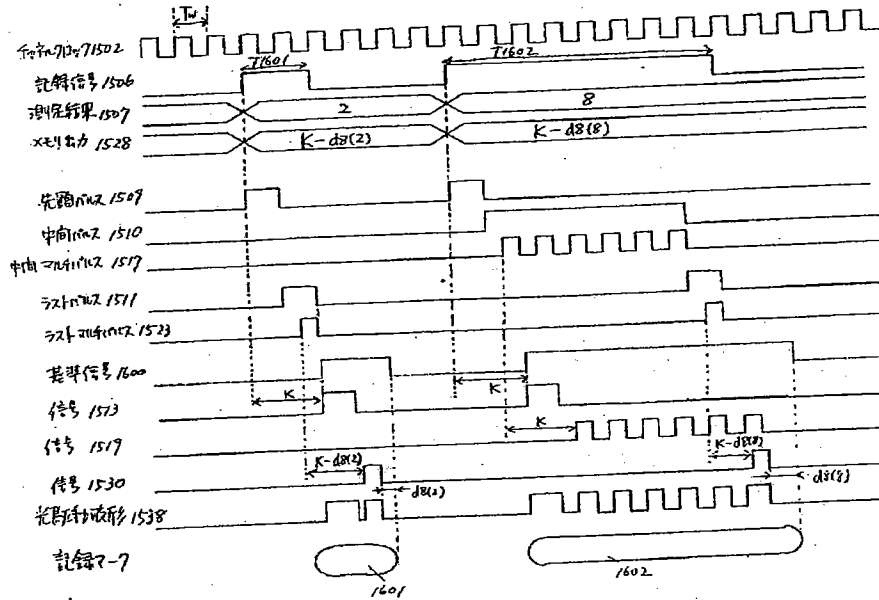 Tw
チャネルクロック1502
T1601
T1602
記録信号1506
測定結果1507
2
8
メモリ出力1528
K-d8(2)
K-d8(8)
先頭パルス1509
中間パルス1510
中間マルチパルス1517
ラストパルス1511
ラストマルチパルス1523
基準信号1600
K
K
信号1513
K
信号1519
K-d8(2)
K-d8(8)
信号1530
d8(2)
d8(8)
光駆動波形1538
記録マーク
1601
1602